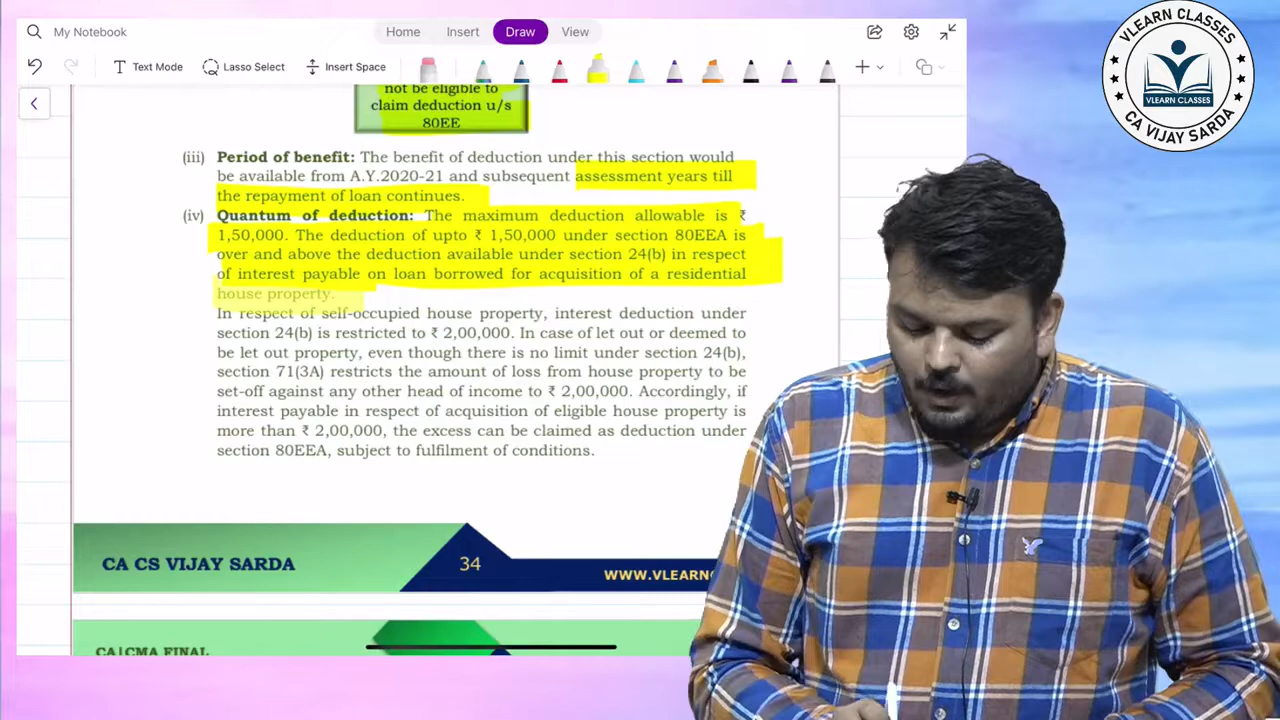 My Notebook
Home Insert Draw View
Text Mode Lasso Select Insert Space
not be eligible to
claim deduction u/s
80EE
(iii) Period of benefit: The benefit of deduction under this section would
be available from A.Y.2020-21 and subsequent assessment years till
the repayment of loan continues.
(iv) Quantum of deduction: The maximum deduction allowable is ₹
1,50,000. The deduction of upto ₹ 1,50,000 under section 80EEA is
over and above the deduction available under section 24(b) in respect
of interest payable on loan borrowed for acquisition of a residential
house property.
In respect of self-occupied house property, interest deduction under
section 24(b) is restricted to ₹ 2,00,000. In case of let out or deemed to
be let out property, even though there is no limit under section 24(b),
section 71(3A) restricts the amount of loss from house property to be
set-off against any other head of income to ₹ 2,00,000. Accordingly, if
interest payable in respect of acquisition of eligible house property is
more than ₹ 2,00,000, the excess can be claimed as deduction under
section 80EEA, subject to fulfilment of conditions.
CA CS VIJAY SARDA
34
WWW.VLEARN
CA|CMA FINAL
VLEARN CLASSES
VLEARN CLASSES
CA VIJAY SARDA